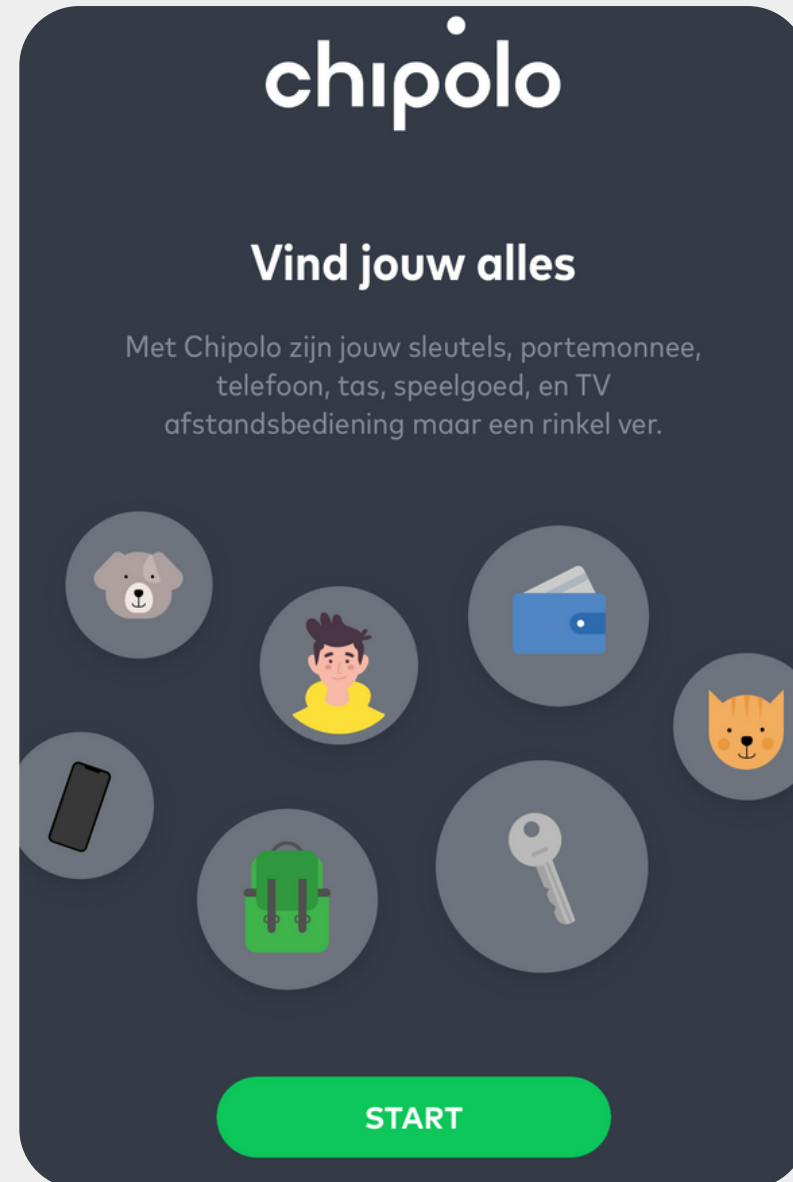 chipolo
Vind jouw alles
Met Chipolo zijn jouw sleutels, portemonnee,
telefoon, tas, speelgoed, en TV
afstandsbediening maar een rinkel ver.
START